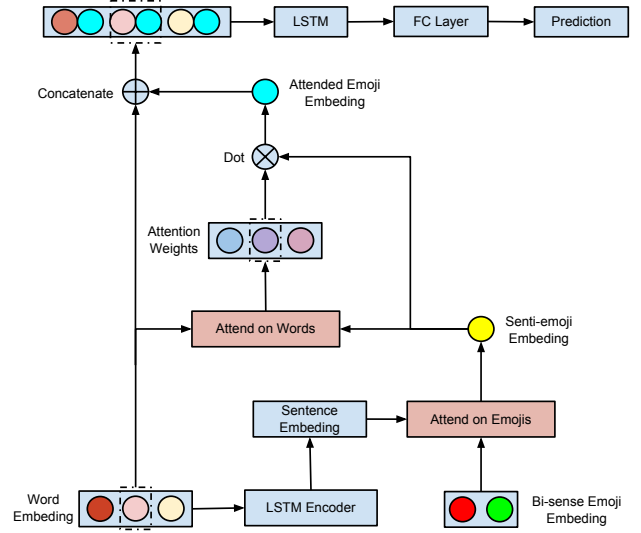 LSTM
FC Layer
Prediction
Concatenate
Attended Emoji
Embeding
Dot
Attention
Weights
Attend on Words
Senti-emoji
Embeding
Sentence
Embeding
Attend on Emojis
Word
Embeding
LSTM Encoder
Bi-sense Emoji
Embeding